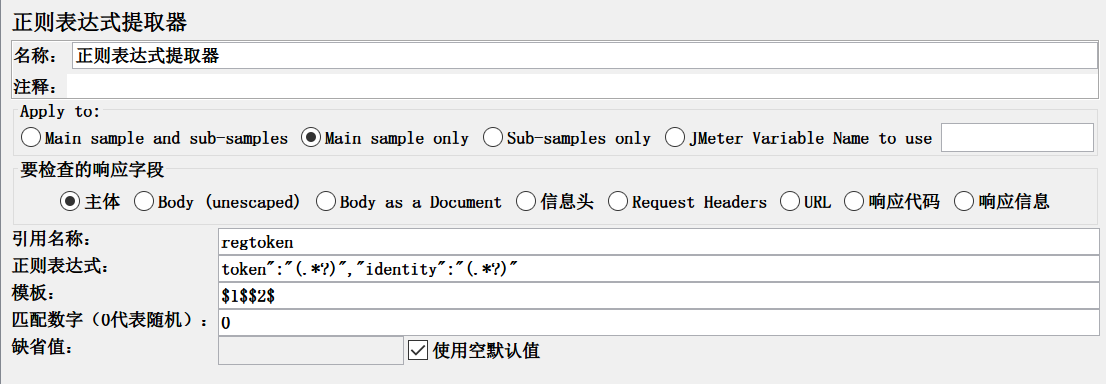 正则表达式提取器
名称： 正则表达式提取器
注释：
Apply to:
Main sample and sub-samples Main sample only Sub-samples only JMeter Variable Name to use
要检查的响应字段
主体 Body (unescaped) Body as a Document 信息头 Request Headers URL 响应代码 响应信息
引用名称： regtoken
正则表达式： token":"(.*?)","identity":"(.*?)"
模板： $1$$2$
匹配数字（0代表随机）： 0
缺省值： 使用空默认值